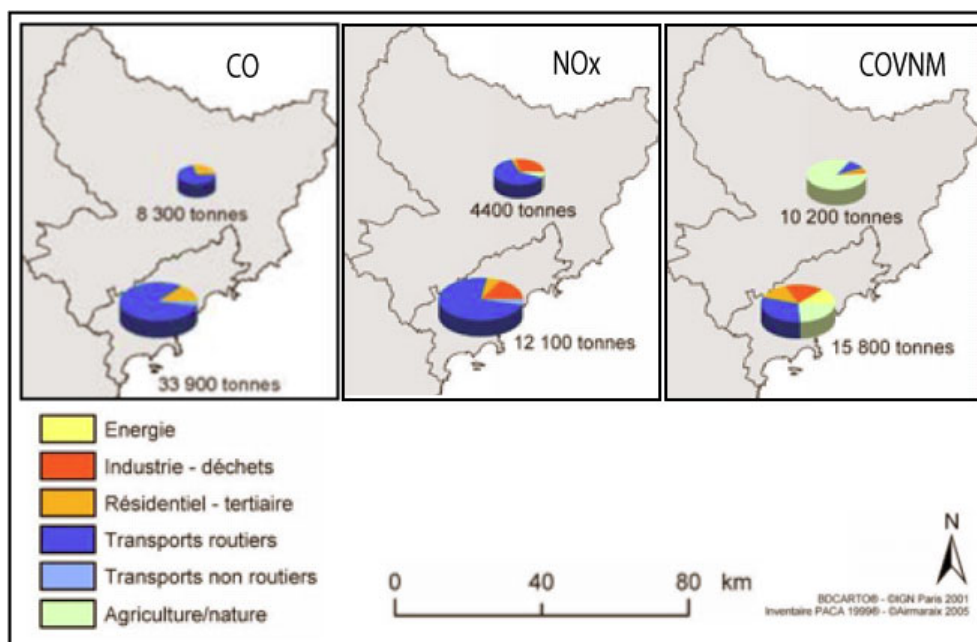 CO
NOx
COVNM
8 300 tonnes
4400 tonnes
10 200 tonnes
33 900 tonnes
12 100 tonnes
15 800 tonnes
Energie
Industrie - déchets
Résidentiel - tertiaire
Transports routiers
Transports non routiers
Agriculture/nature
0 40 80 km
N
BDCARTO® - ©IGN Paris 2001
Inventaire PACA 1999® - ©Airmaraix 2005